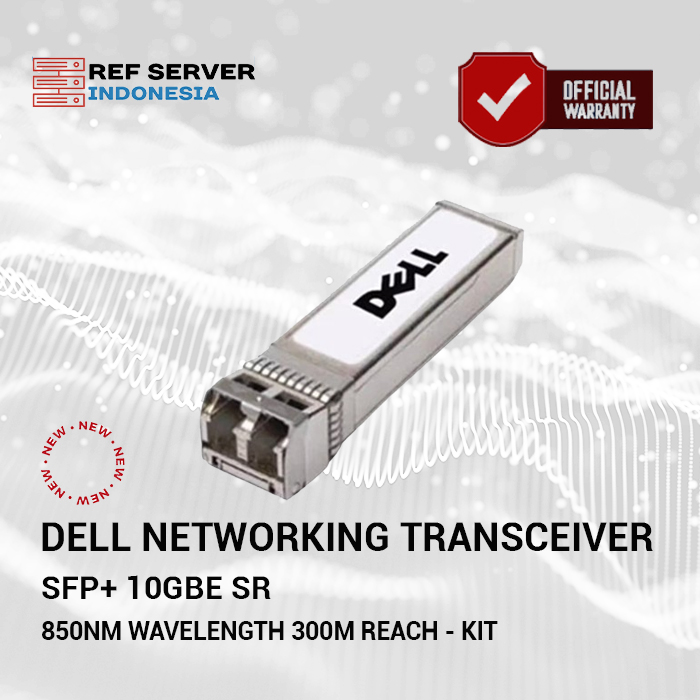 REF SERVER
INDONESIA
OFFICIAL
WARRANTY
DELL
NEW • NEW • NEW • NEW • NEW •
DELL NETWORKING TRANSCEIVER
SFP+ 10GBE SR
850NM WAVELENGTH 300M REACH - KIT